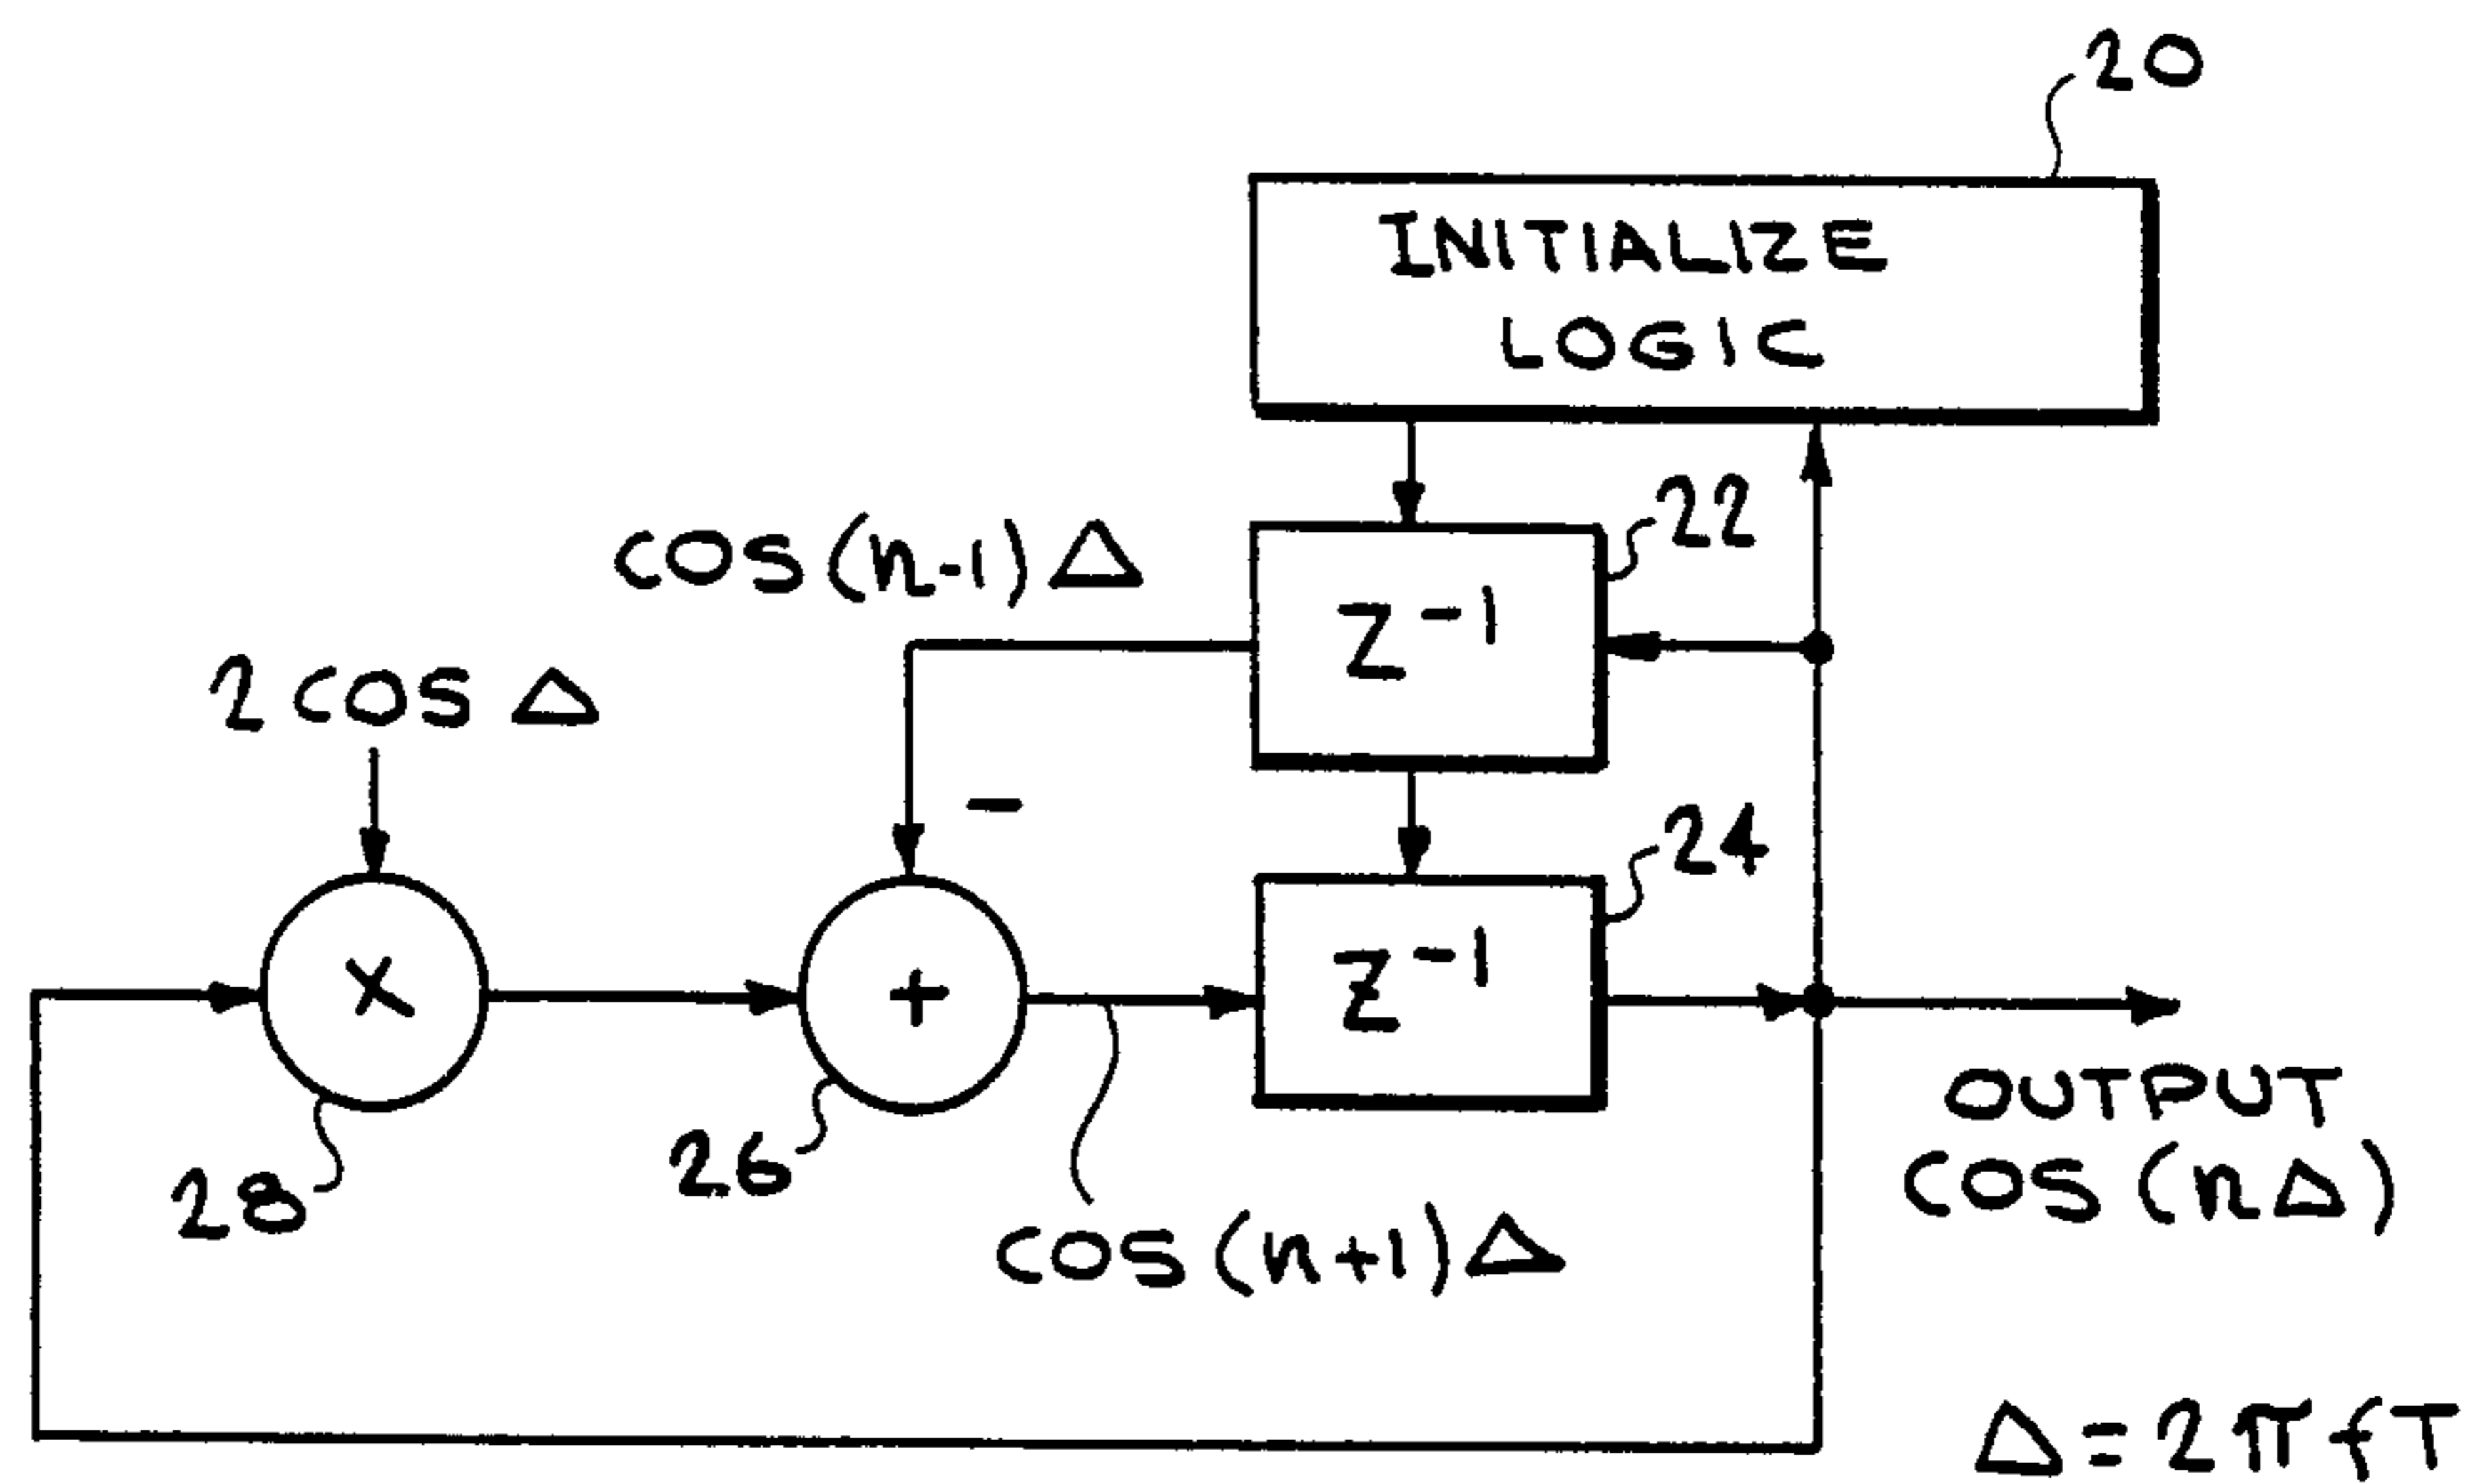 20
INITIALIZE
LOGIC
22
cos(n-1)Δ
Z⁻¹
2 cos Δ
-
24
×
+
Z⁻¹
OUTPUT
cos(nΔ)
26
28
cos(n+1)Δ
Δ=2πfT